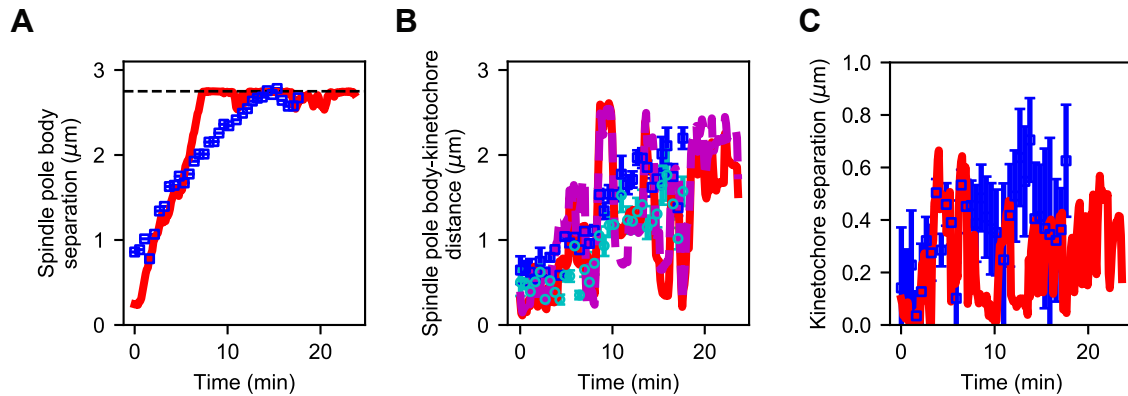 A
Spindle pole body
separation (μm)
3
2
1
0
0
10
20
Time (min)
B
Spindle pole body-kinetochore
distance (μm)
3
2
1
0
0
10
20
Time (min)
C
Kinetochore separation (μm)
1.0
0.8
0.6
0.4
0.2
0.0
0
10
20
Time (min)